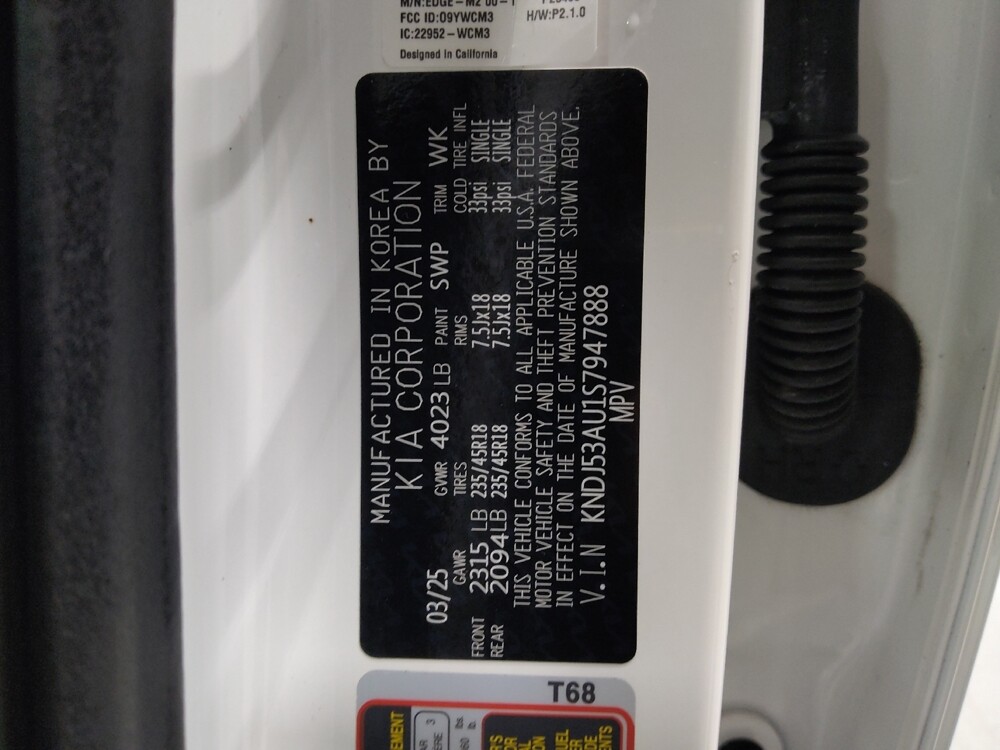 M/N:EDGE-M2
FCC ID:O9YWCM3
IC:22952-WCM3
Designed in California
H/W:P2.1.0
MANUFACTURED IN KOREA BY
KIA CORPORATION
03/25 GVWR 4023 LB PAINT SWP TRIM WK
GAWR TIRES RIMS COLD TIRE INFL
FRONT 2315 LB 235/45R18 7.5Jx18 33psi SINGLE
REAR 2094LB 235/45R18 7.5Jx18 33psi SINGLE
THIS VEHICLE CONFORMS TO ALL APPLICABLE U.S.A. FEDERAL
MOTOR VEHICLE SAFETY AND THEFT PREVENTION STANDARDS
IN EFFECT ON THE DATE OF MANUFACTURE SHOWN ABOVE.
V.I.N KNDJ53AU1S7947888
MPV
T68